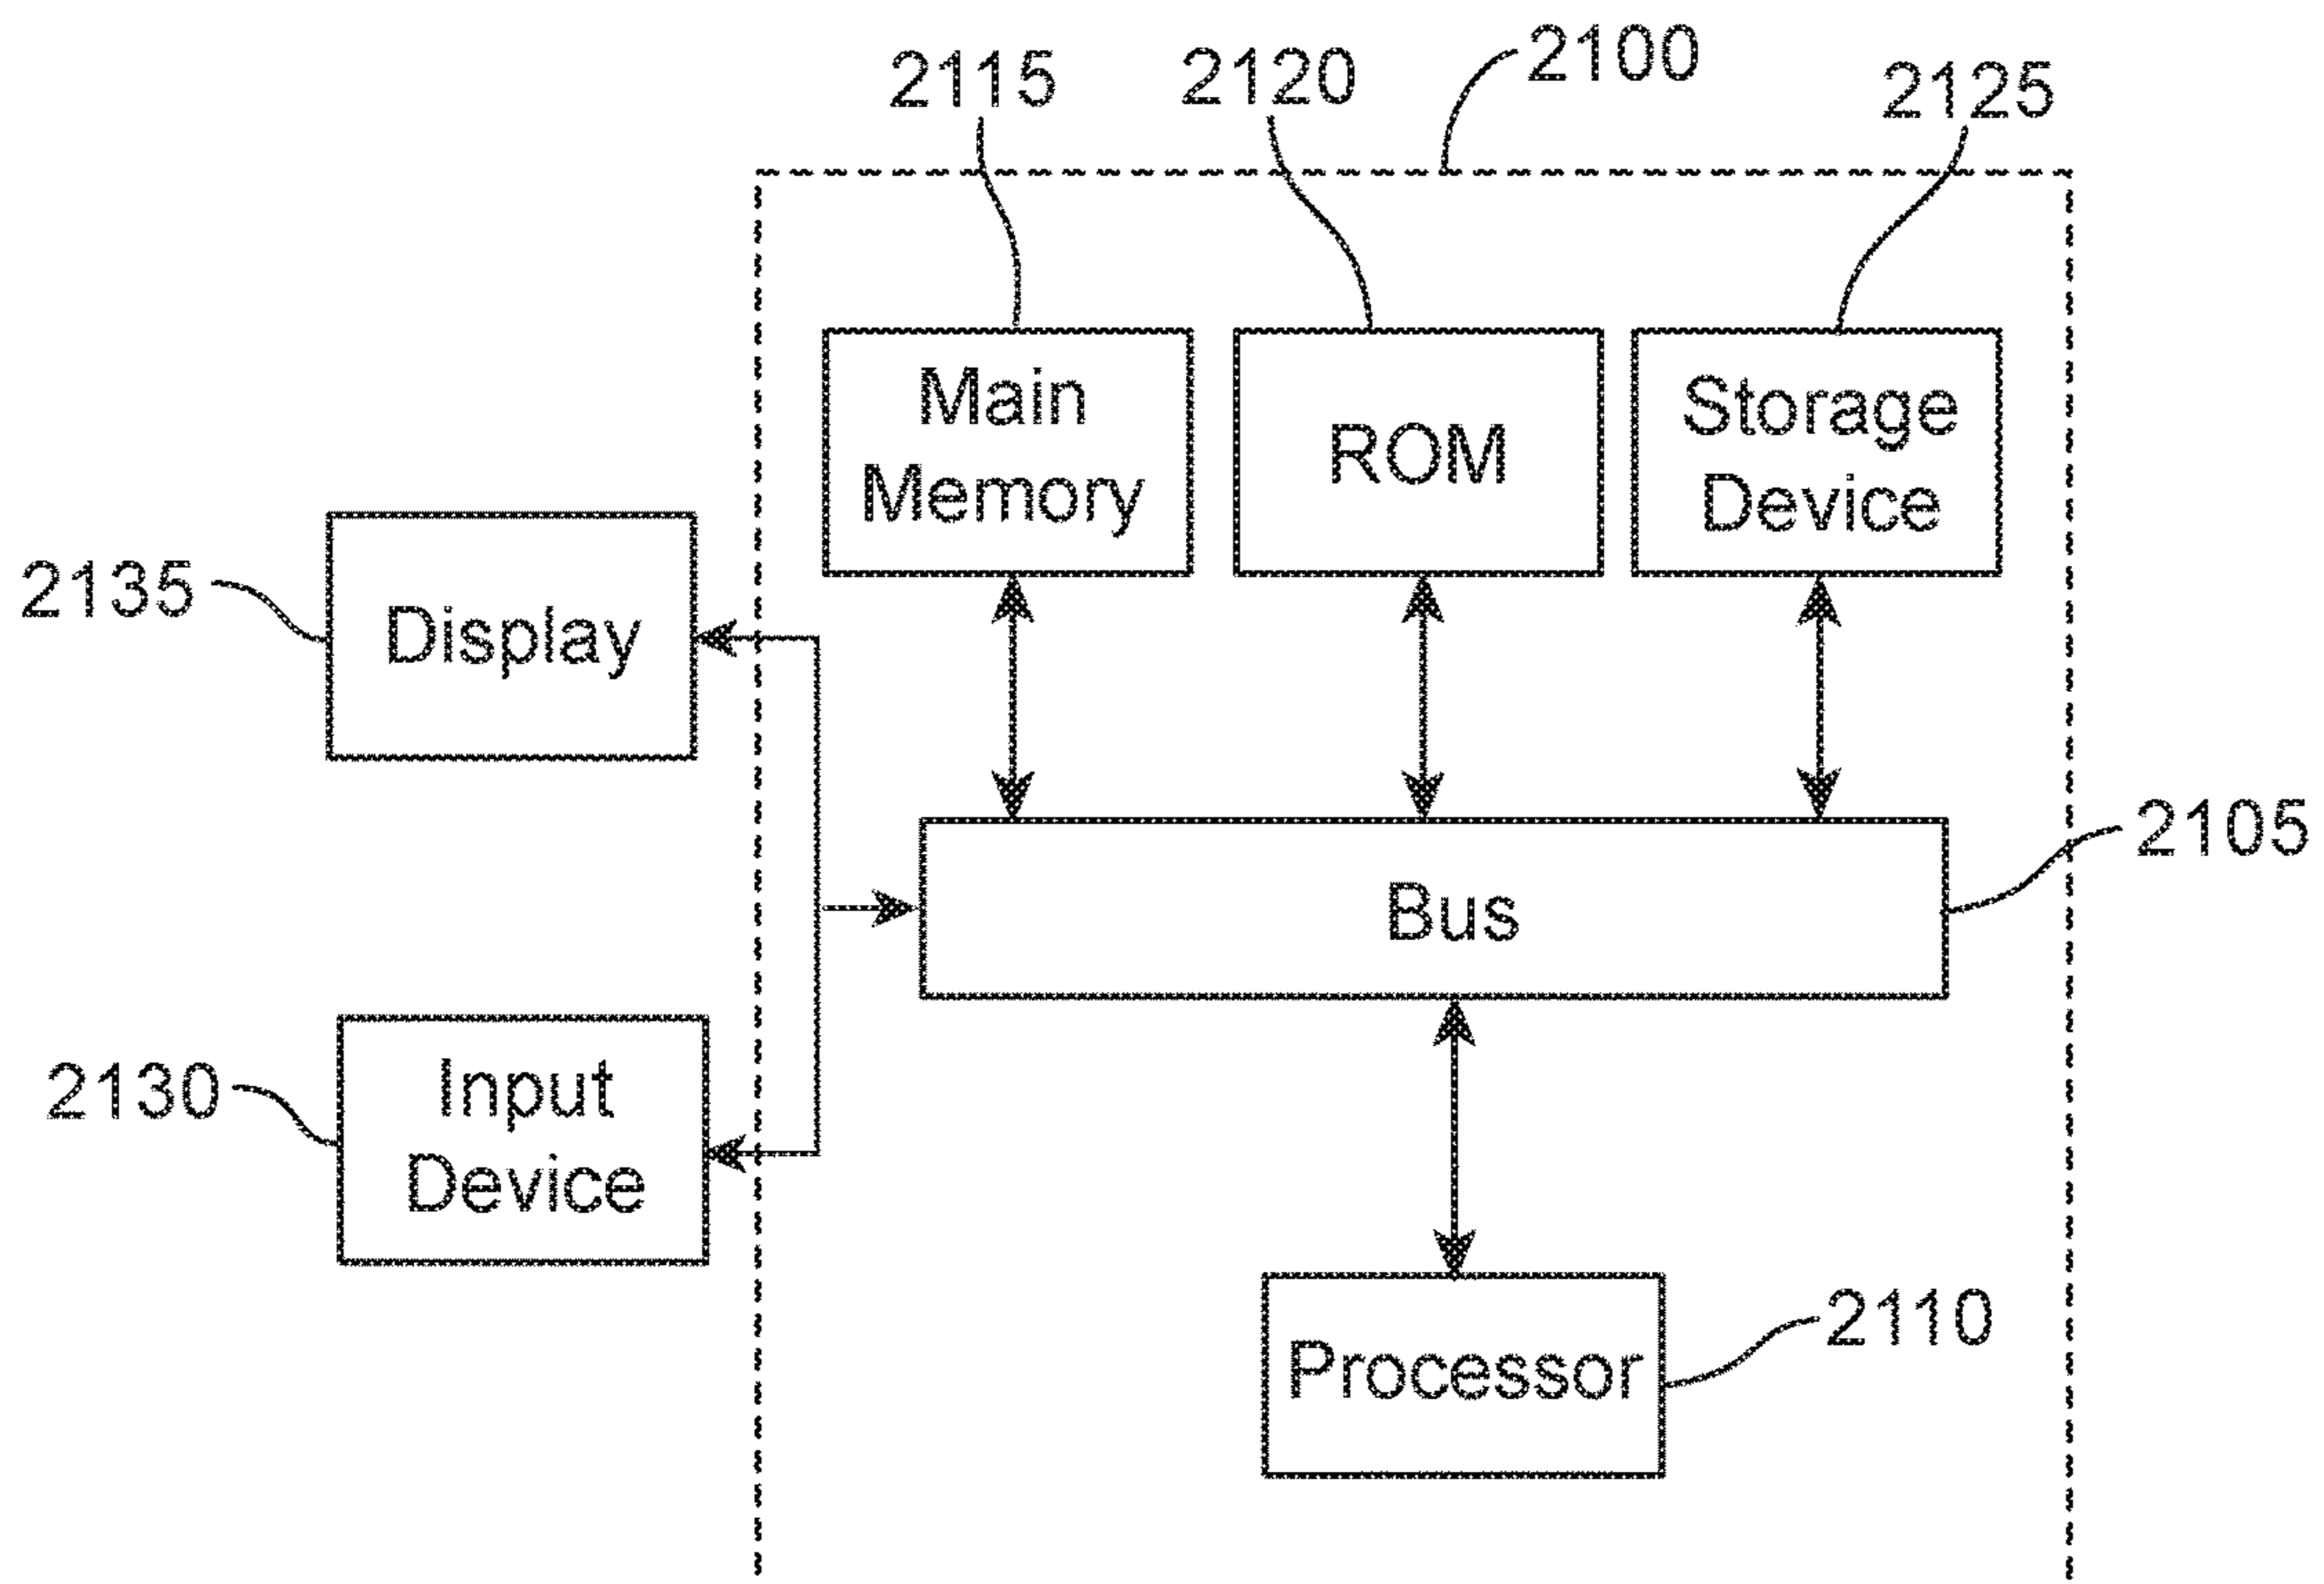 2100
2115
2120
2125
Main
Memory
ROM
Storage
Device
2135
Display
2105
Bus
2130
Input
Device
2110
Processor